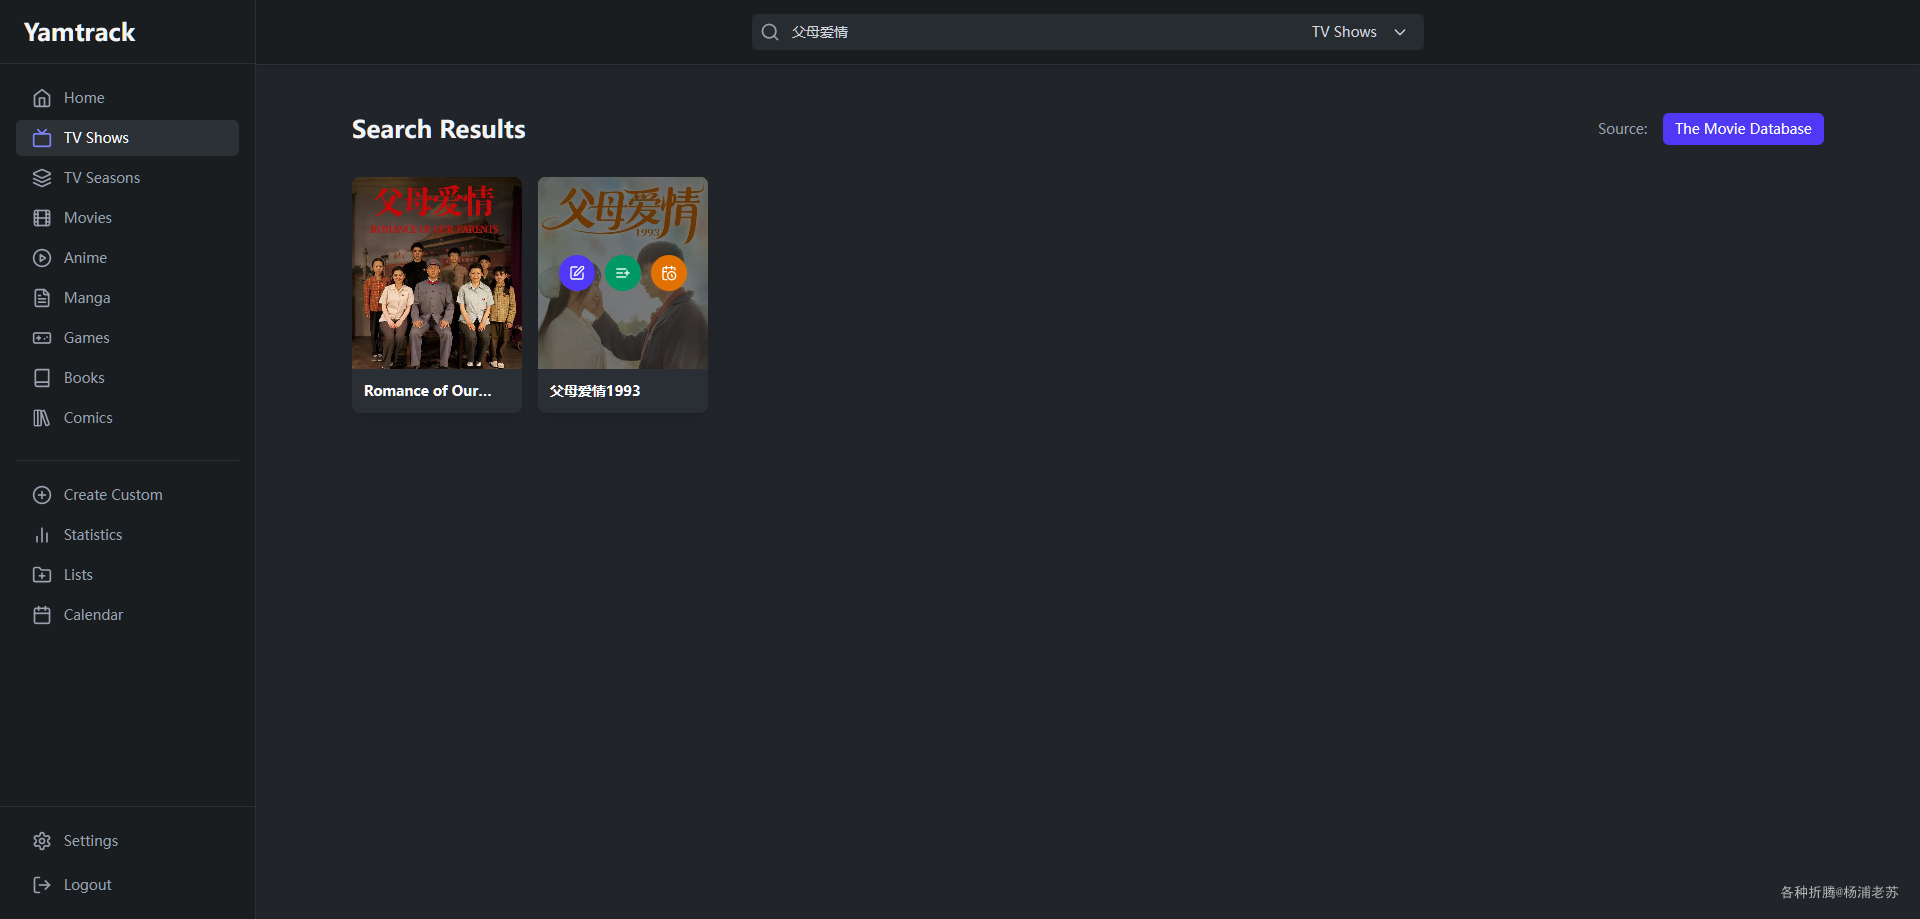 Yamtrack
父母爱情
TV Shows
Home
TV Shows
TV Seasons
Movies
Anime
Manga
Games
Books
Comics
Create Custom
Statistics
Lists
Calendar
Settings
Logout
Search Results
Source:
The Movie Database
父母爱情
ROMANCE OF OUR PARENTS
Romance of Our...
父母爱情
1993
父母爱情1993
各种折腾@杨浦老苏